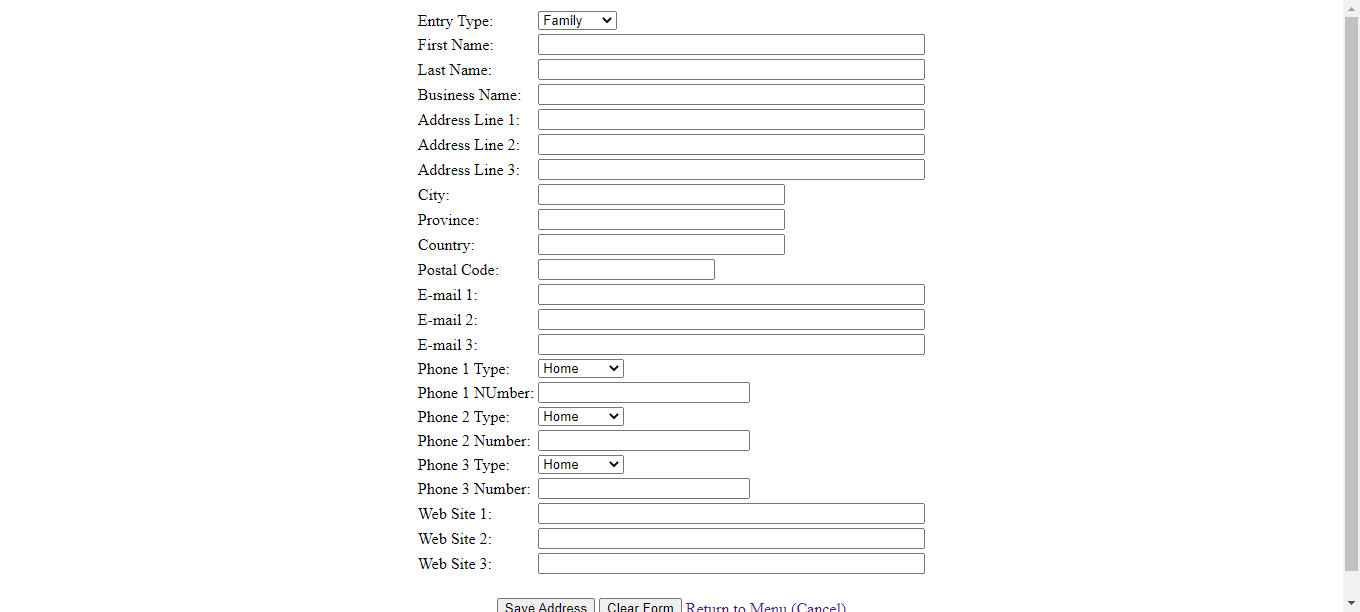 Entry Type: Family
First Name:
Last Name:
Business Name:
Address Line 1:
Address Line 2:
Address Line 3:
City:
Province:
Country:
Postal Code:
E-mail 1:
E-mail 2:
E-mail 3:
Phone 1 Type: Home
Phone 1 NUmber:
Phone 2 Type: Home
Phone 2 Number:
Phone 3 Type: Home
Phone 3 Number:
Web Site 1:
Web Site 2:
Web Site 3:
Save Address Clear Form Return to Menu (Cancel)